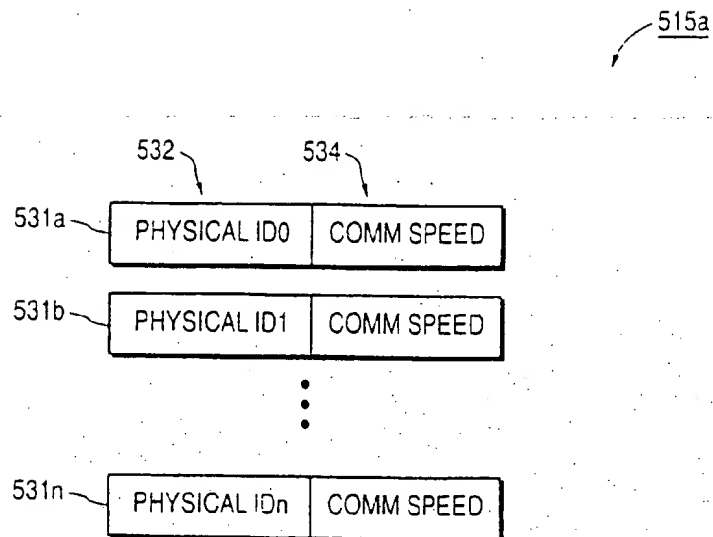 515a
532 534
531a PHYSICAL ID0 COMM SPEED
531b PHYSICAL ID1 COMM SPEED
531n PHYSICAL IDn COMM SPEED